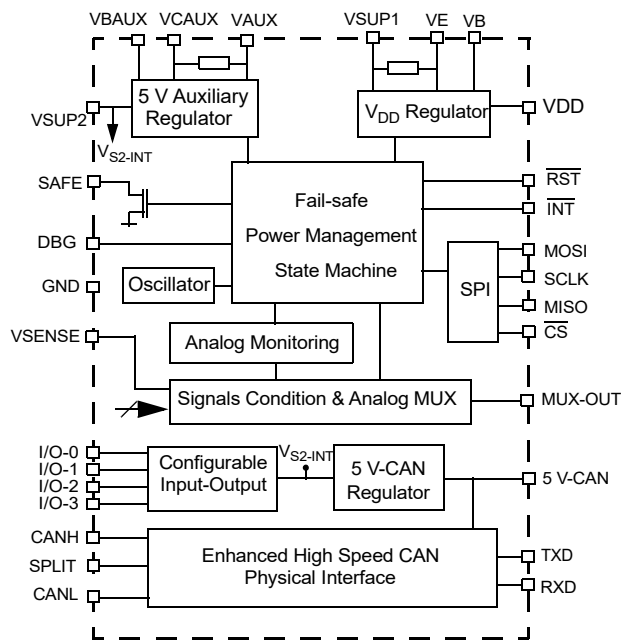 VBAUX VCAUX VAUX
VSUP1 VE VB
5 V Auxiliary
Regulator
V_DD Regulator
VDD
VSUP2
V_S2-INT
SAFE
Fail-safe
Power Management
State Machine
RST
INT
DBG
MOSI
SCLK
MISO
CS
SPI
GND
Oscillator
VSENSE
Analog Monitoring
Signals Condition & Analog MUX
MUX-OUT
I/O-0
I/O-1
I/O-2
I/O-3
Configurable
Input-Output
V_S2-INT
5 V-CAN
Regulator
5 V-CAN
CANH
SPLIT
CANL
Enhanced High Speed CAN
Physical Interface
TXD
RXD